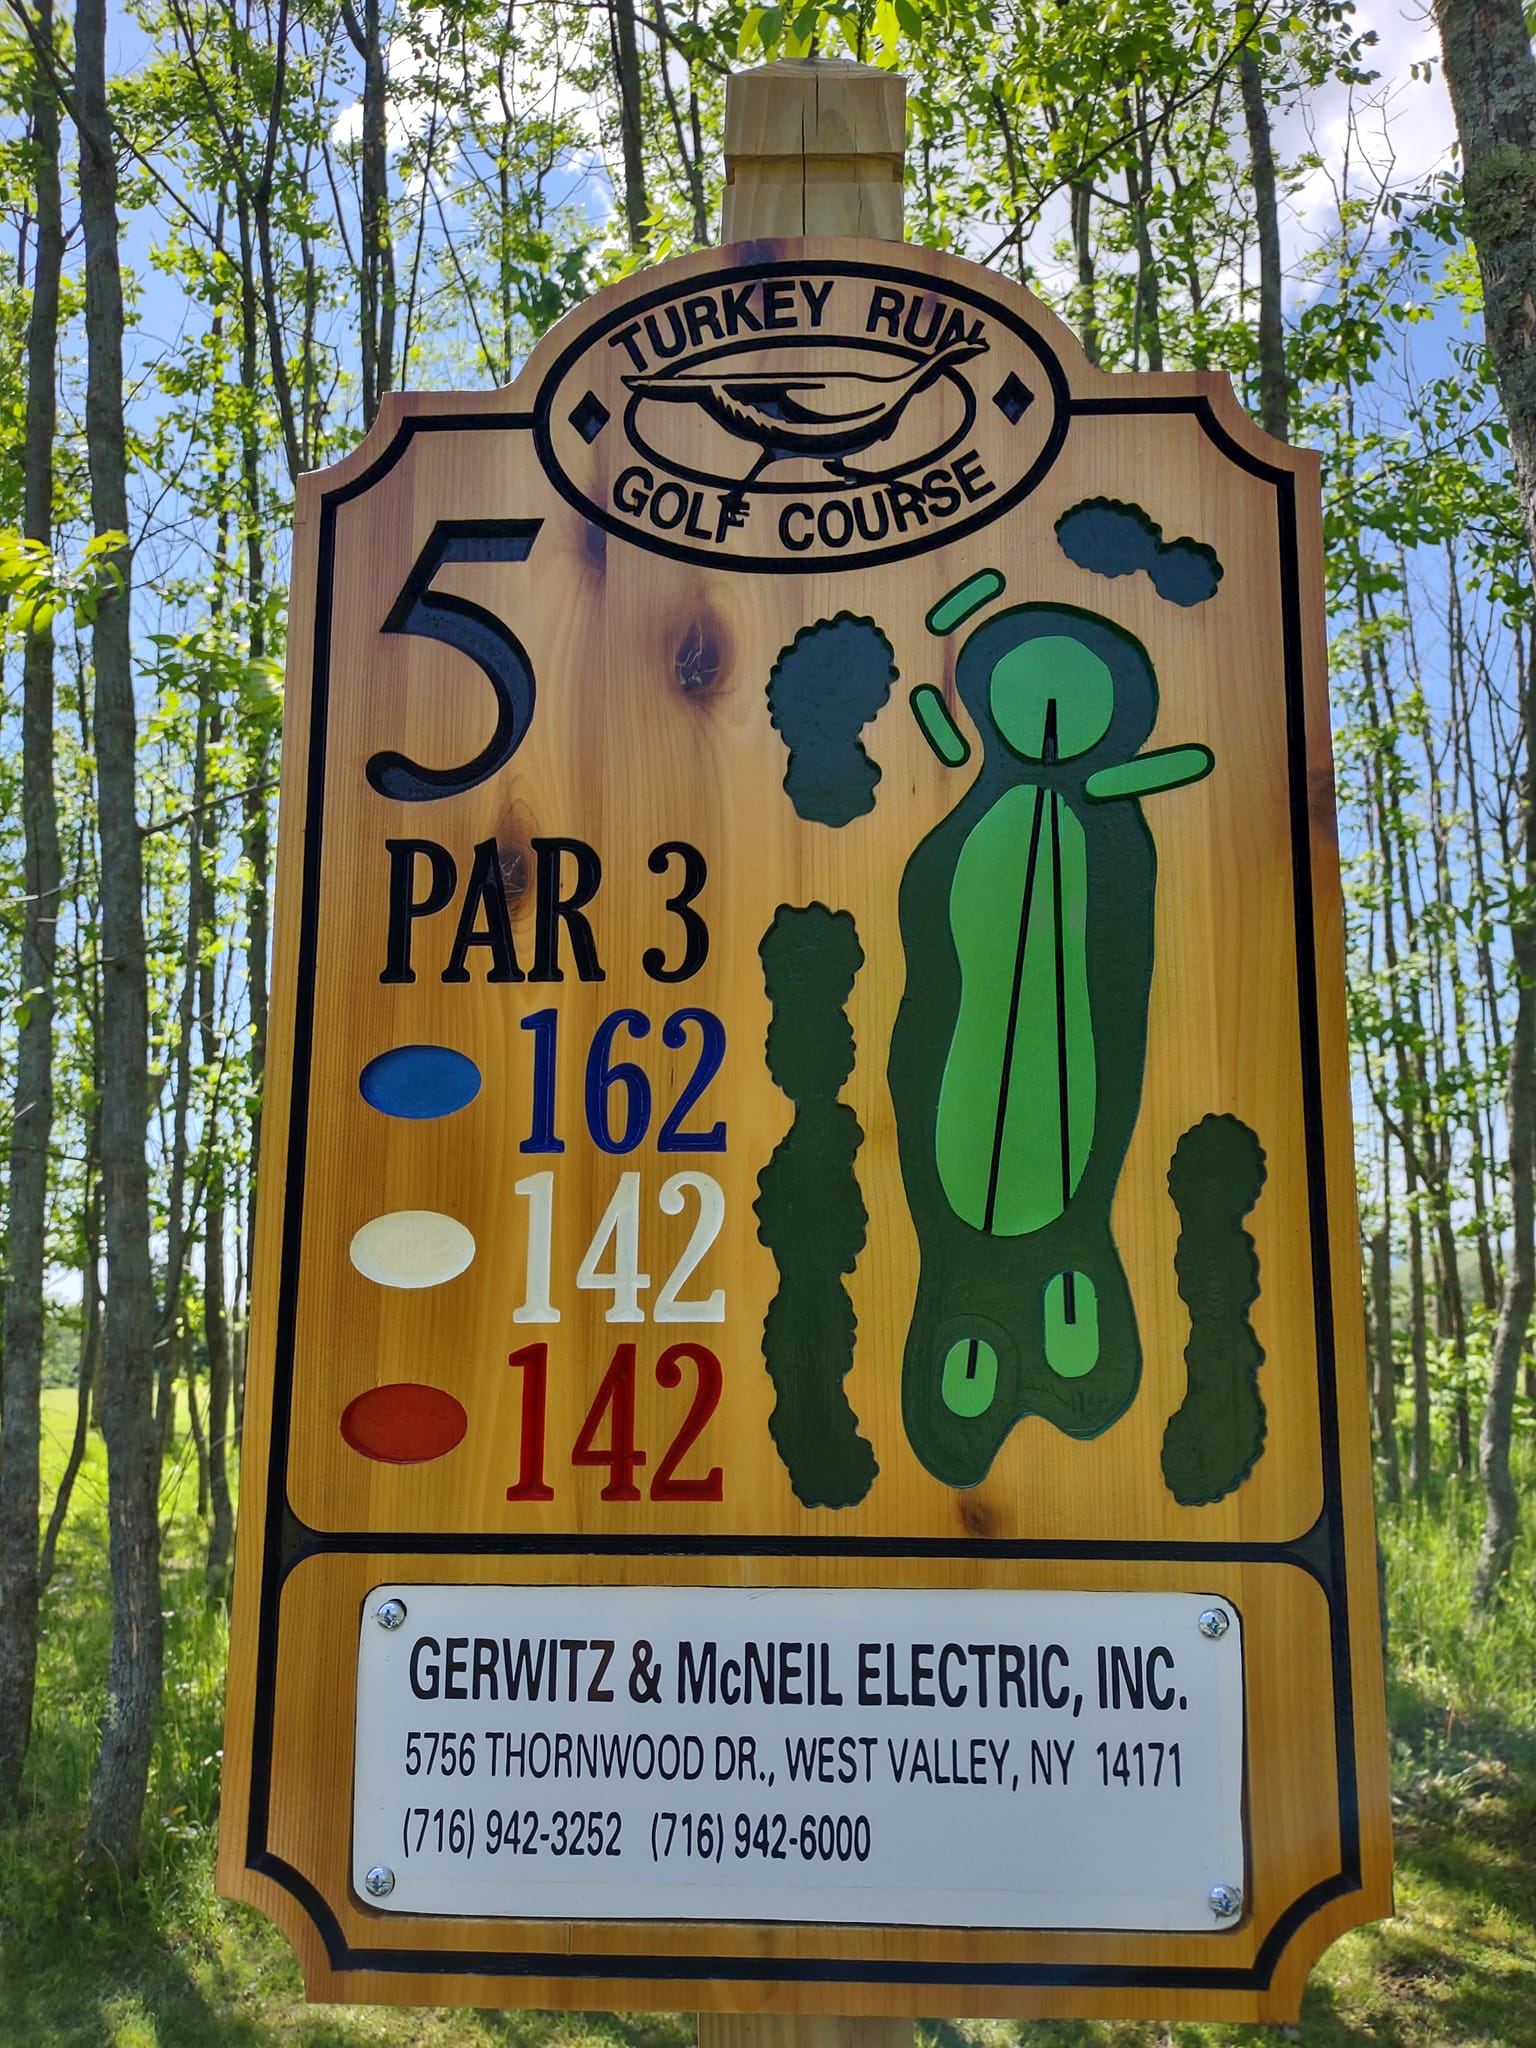 TURKEY RUN
GOLF COURSE
5
PAR 3
162
142
142
GERWITZ & McNEIL ELECTRIC, INC.
5756 THORNWOOD DR., WEST VALLEY, NY 14171
(716) 942-3252 (716) 942-6000